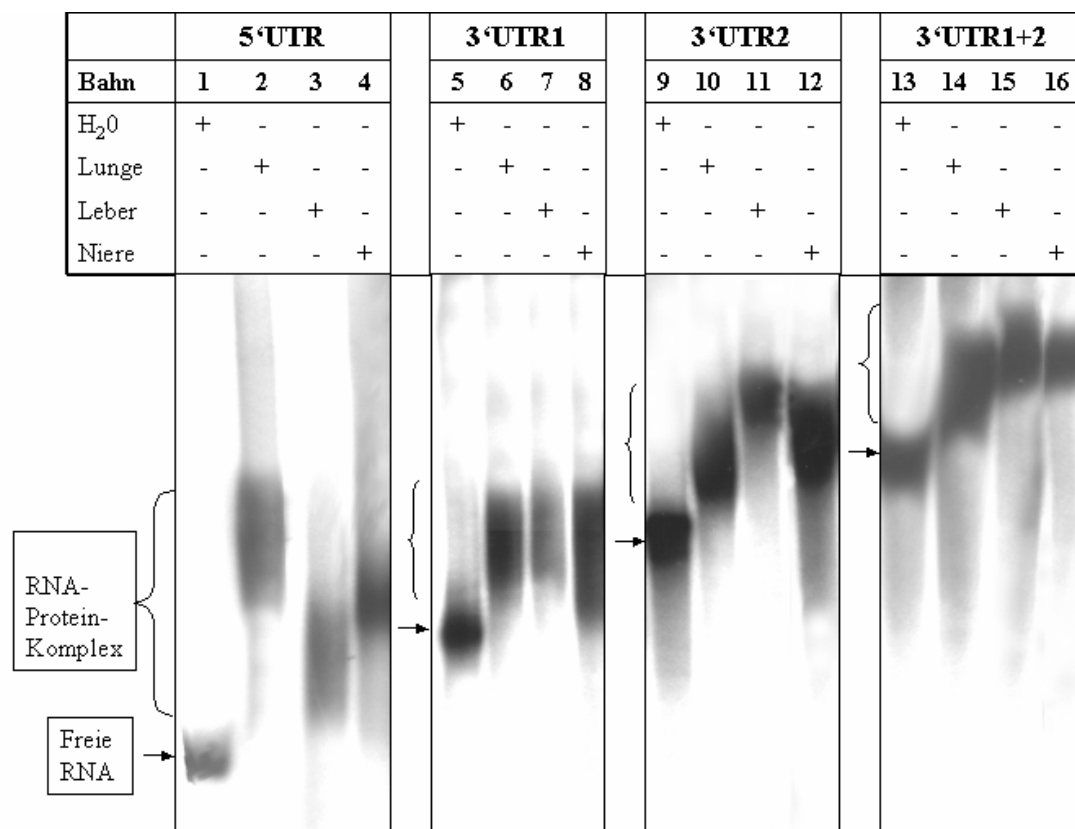 5‘UTR 3‘UTR1 3‘UTR2 3‘UTR1+2
Bahn 1 2 3 4 5 6 7 8 9 10 11 12 13 14 15 16
H₂0 + - - - + - - - + - - - + - - -
Lunge - + - - - + - - - + - - - + - -
Leber - - + - - - + - - - + - - - + -
Niere - - - + - - - + - - - + - - - +
RNA-
Protein-
Komplex
Freie
RNA